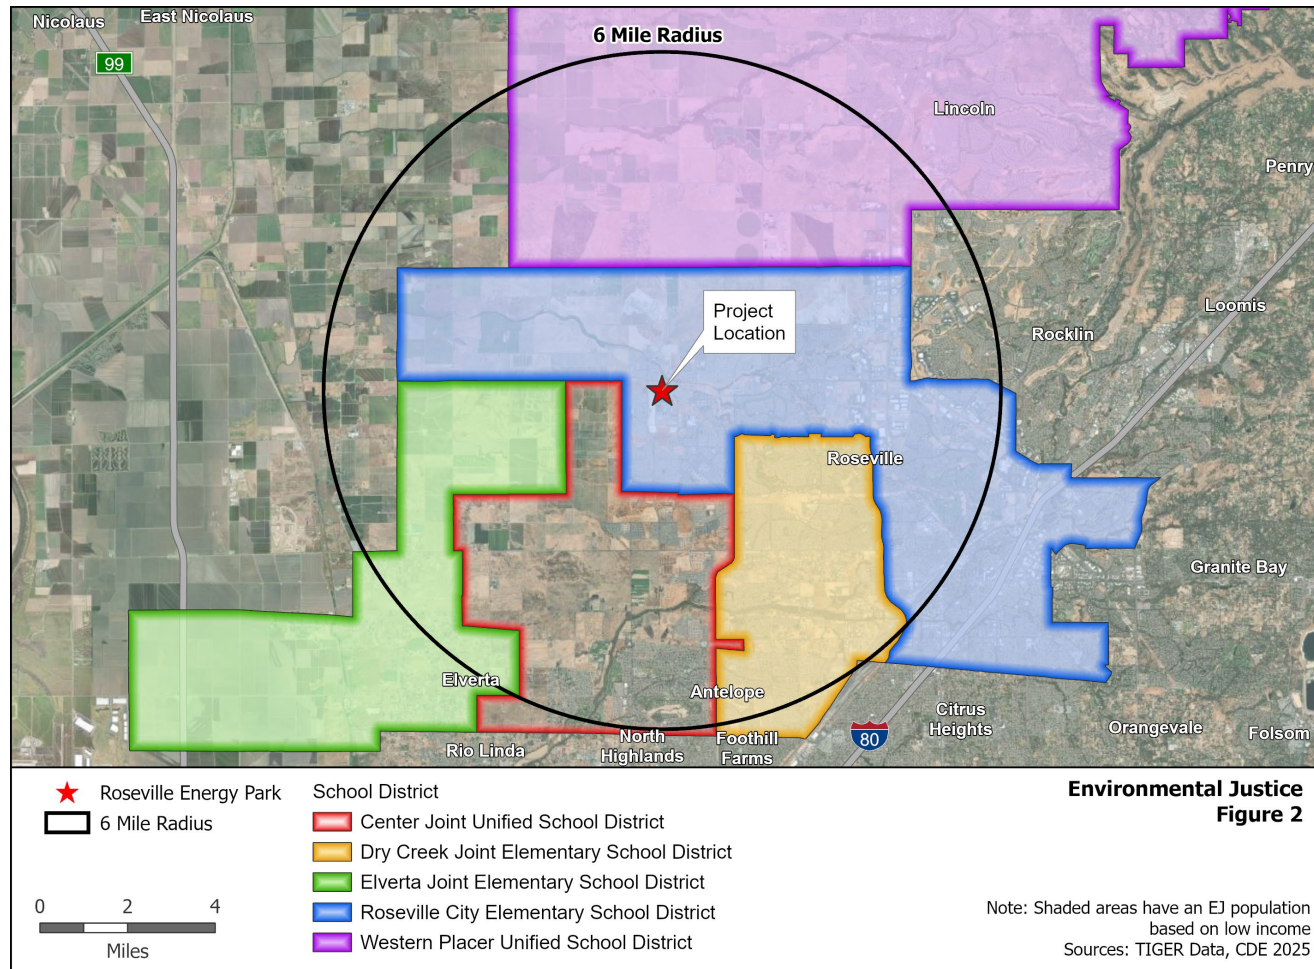 Nicolaus
East Nicolaus
6 Mile Radius
99
Lincoln
Penry
Project
Location
Loomis
Rocklin
Roseville
Granite Bay
Elverta
Antelope
Citrus
Heights
Orangevale
Folsom
Rio Linda
North
Highlands
Foothill
Farms
80
Roseville Energy Park
6 Mile Radius
0 2 4
Miles
School District
Center Joint Unified School District
Dry Creek Joint Elementary School District
Elverta Joint Elementary School District
Roseville City Elementary School District
Western Placer Unified School District
Environmental Justice
Figure 2
Note: Shaded areas have an EJ population
based on low income
Sources: TIGER Data, CDE 2025